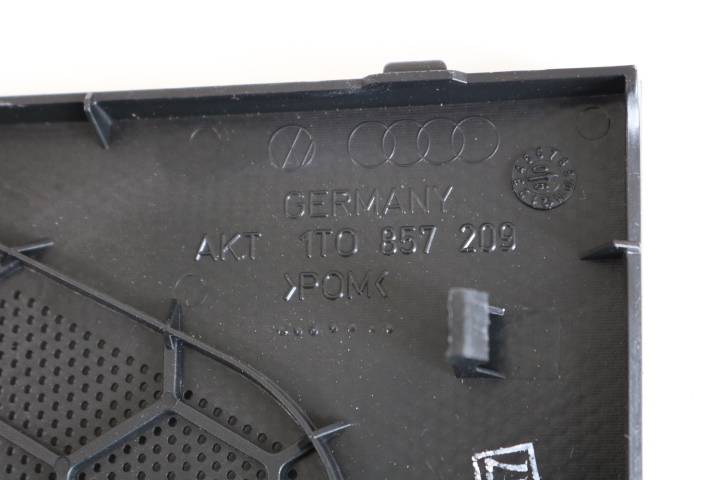 GERMANY
AKT 1T0 857 209
>POM<